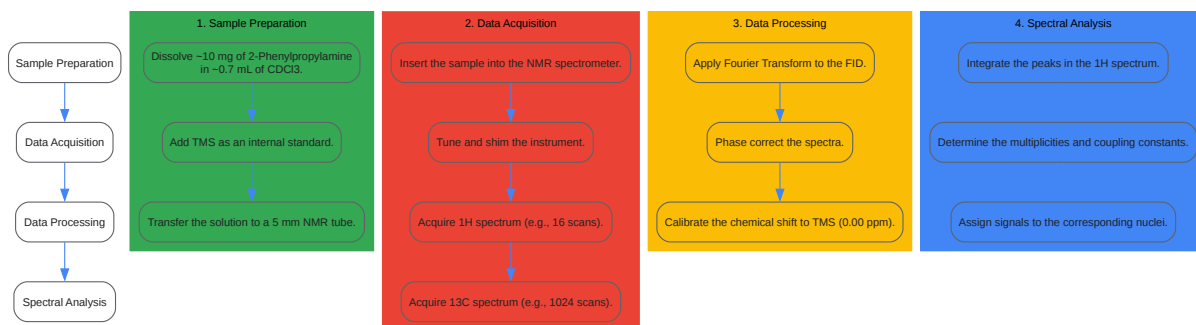 Sample Preparation
Data Acquisition
Data Processing
Spectral Analysis
1. Sample Preparation
Dissolve ~10 mg of 2-Phenylpropylamine
in ~0.7 mL of CDCl3.
Add TMS as an internal standard.
Transfer the solution to a 5 mm NMR tube.
2. Data Acquisition
Insert the sample into the NMR spectrometer.
Tune and shim the instrument.
Acquire 1H spectrum (e.g., 16 scans).
Acquire 13C spectrum (e.g., 1024 scans).
3. Data Processing
Apply Fourier Transform to the FID.
Phase correct the spectra.
Calibrate the chemical shift to TMS (0.00 ppm).
4. Spectral Analysis
Integrate the peaks in the 1H spectrum.
Determine the multiplicities and coupling constants.
Assign signals to the corresponding nuclei.